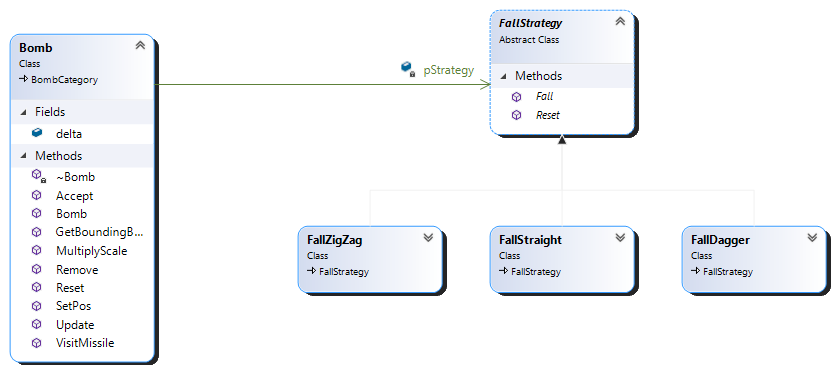 Bomb
Class
BombCategory
Fields
delta
Methods
~Bomb
Accept
Bomb
GetBoundingB...
MultiplyScale
Remove
Reset
SetPos
Update
VisitMissile
pStrategy
FallStrategy
Abstract Class
Methods
Fall
Reset
FallZigZag
Class
FallStrategy
FallStraight
Class
FallStrategy
FallDagger
Class
FallStrategy